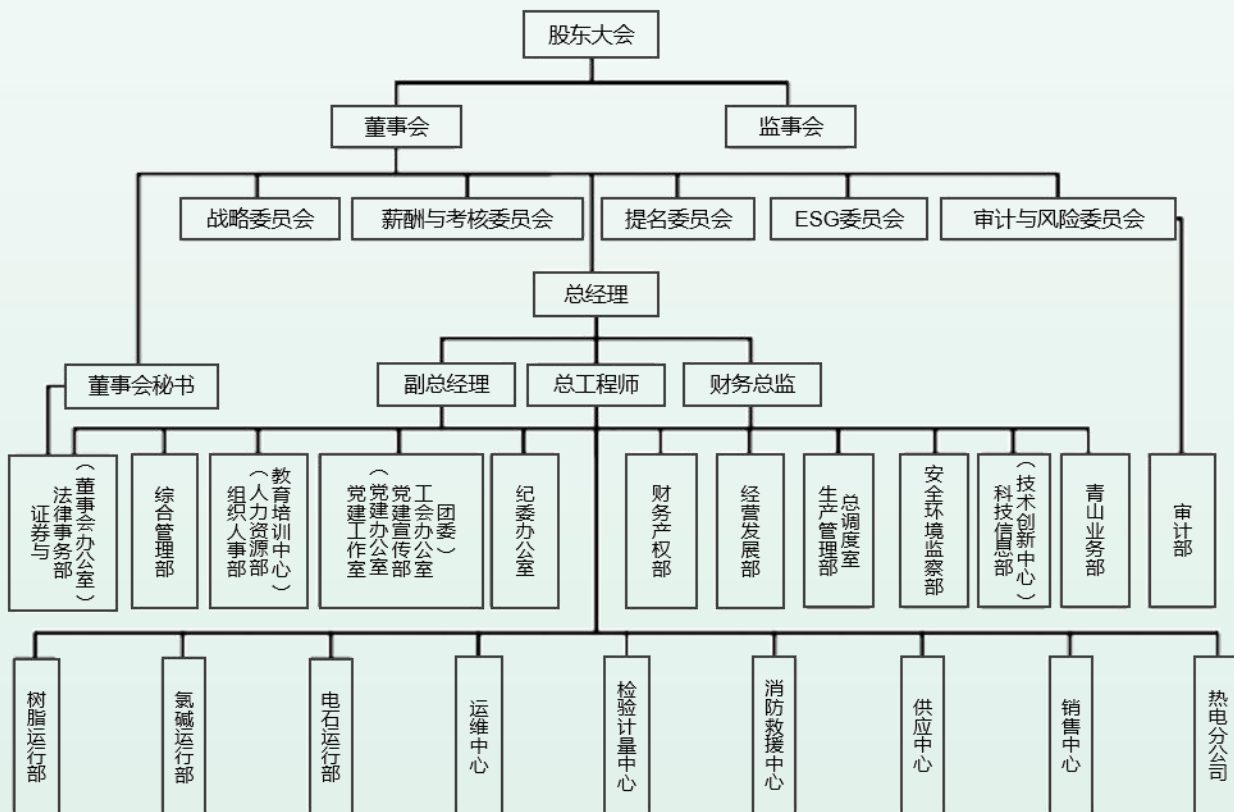 股东大会
董事会
监事会
战略委员会
薪酬与考核委员会
提名委员会
ESG委员会
审计与风险委员会
总经理
董事会秘书
副总经理
总工程师
财务总监
证券与
法律事务部
（董事会办公室）
综合管理部
组织人事部
（人力资源部
教育培训中心）
党建工作室
（党建办公室
党建宣传部
工会办公室
团委）
纪委办公室
财务产权部
经营发展部
生产管理部
总调度室
安全环境监察部
科技信息部
（技术创新中心）
青山业务部
审计部
树脂运行部
氯碱运行部
电石运行部
运维中心
检验计量中心
消防救援中心
供应中心
销售中心
热电分公司